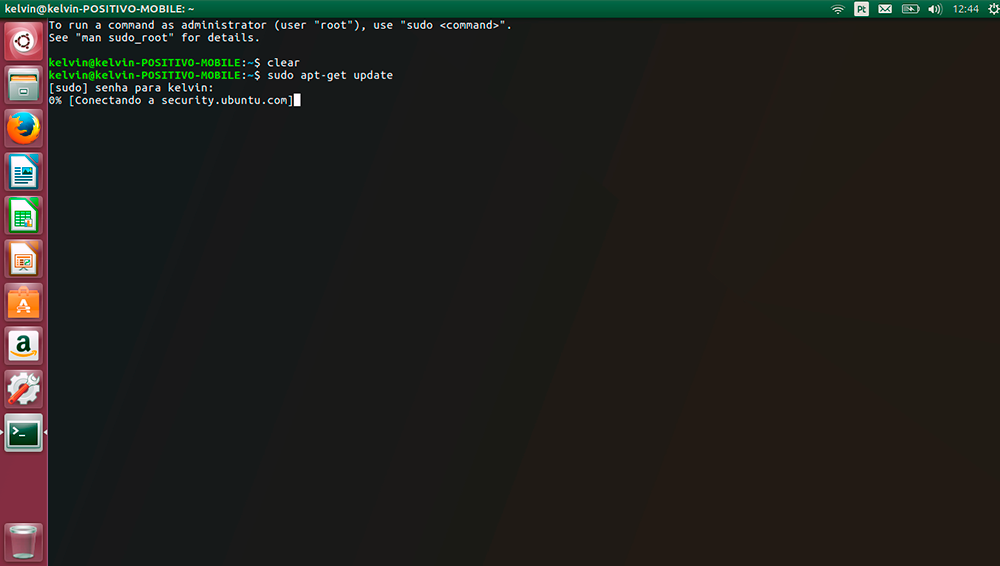 kelvin@kelvin-POSITIVO-MOBILE: ~
Pt
12:44
To run a command as administrator (user "root"), use "sudo <command>".
See "man sudo_root" for details.
kelvin@kelvin-POSITIVO-MOBILE:~$ clear
kelvin@kelvin-POSITIVO-MOBILE:~$ sudo apt-get update
[sudo] senha para kelvin:
0% [Conectando a security.ubuntu.com]